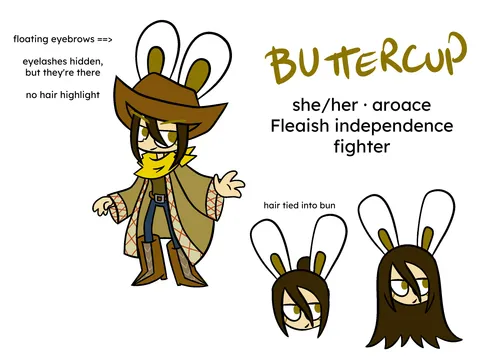 floating eyebrows ==>
eyelashes hidden,
but they're there
no hair highlight
BUTTERCUP
she/her · aroace
Fleaish independence
fighter
hair tied into bun